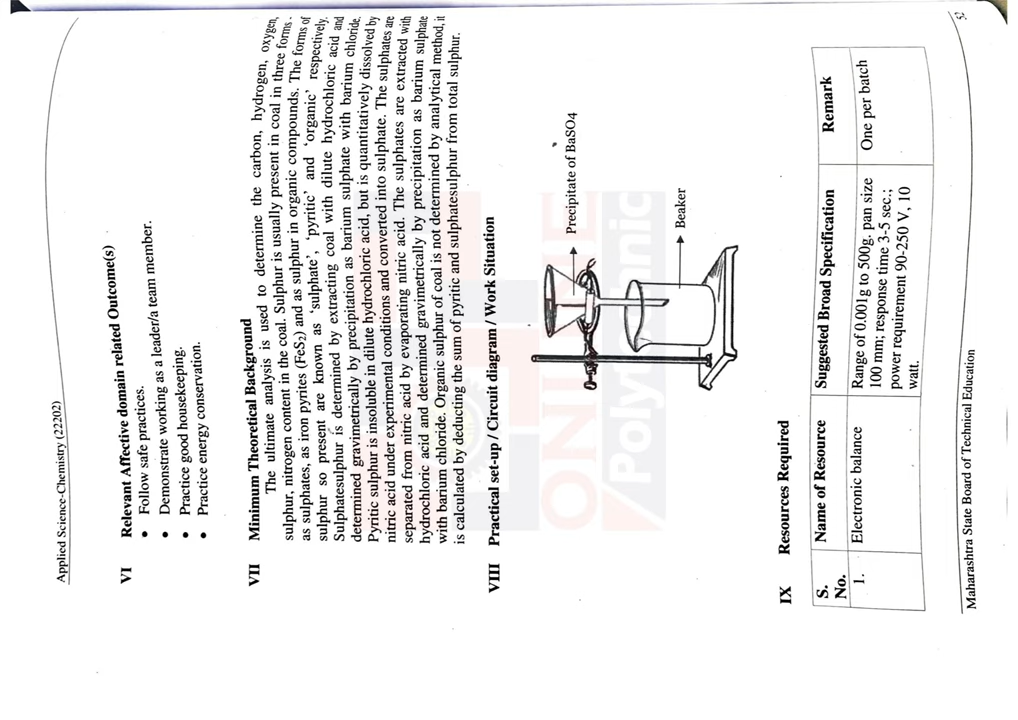 Applied Science-Chemistry (22202)
VI Relevant Affective domain related Outcome(s)
• Follow safe practices.
• Demonstrate working as a leader/a team member.
• Practice good housekeeping.
• Practice energy conservation.
VII Minimum Theoretical Background
The ultimate analysis is used to determine the carbon, hydrogen, oxygen,
sulphur, nitrogen content in the coal. Sulphur is usually present in coal in three forms.
as sulphates, as iron pyrites (FeS2) and as sulphur in organic compounds. The forms of
sulphur so present are known as 'sulphate', 'pyritic' and 'organic' respectively.
Sulphatesulphur is determined by extracting coal with dilute hydrochloric acid and
determined gravimetrically by precipitation as barium sulphate with barium chloride.
Pyritic sulphur is insoluble in dilute hydrochloric acid, but is quantitatively dissolved by
nitric acid under experimental conditions and converted into sulphate. The sulphates are
separated from nitric acid by evaporating nitric acid. The sulphates are extracted with
hydrochloric acid and determined gravimetrically by precipitation as barium sulphate
with barium chloride. Organic sulphur of coal is not determined by analytical method, it
is calculated by deducting the sum of pyritic and sulphatesulphur from total sulphur.
VIII Practical set-up / Circuit diagram / Work Situation
Precipitate of BaSO4
Beaker
ONLINE
Polytechnic
IX Resources Required
S. No. Name of Resource Suggested Broad Specification Remark
1. Electronic balance Range of 0.001g to 500g. pan size One per batch
100 mm; response time 3-5 sec.;
power requirement 90-250 V, 10
watt.
Maharashtra State Board of Technical Education 52